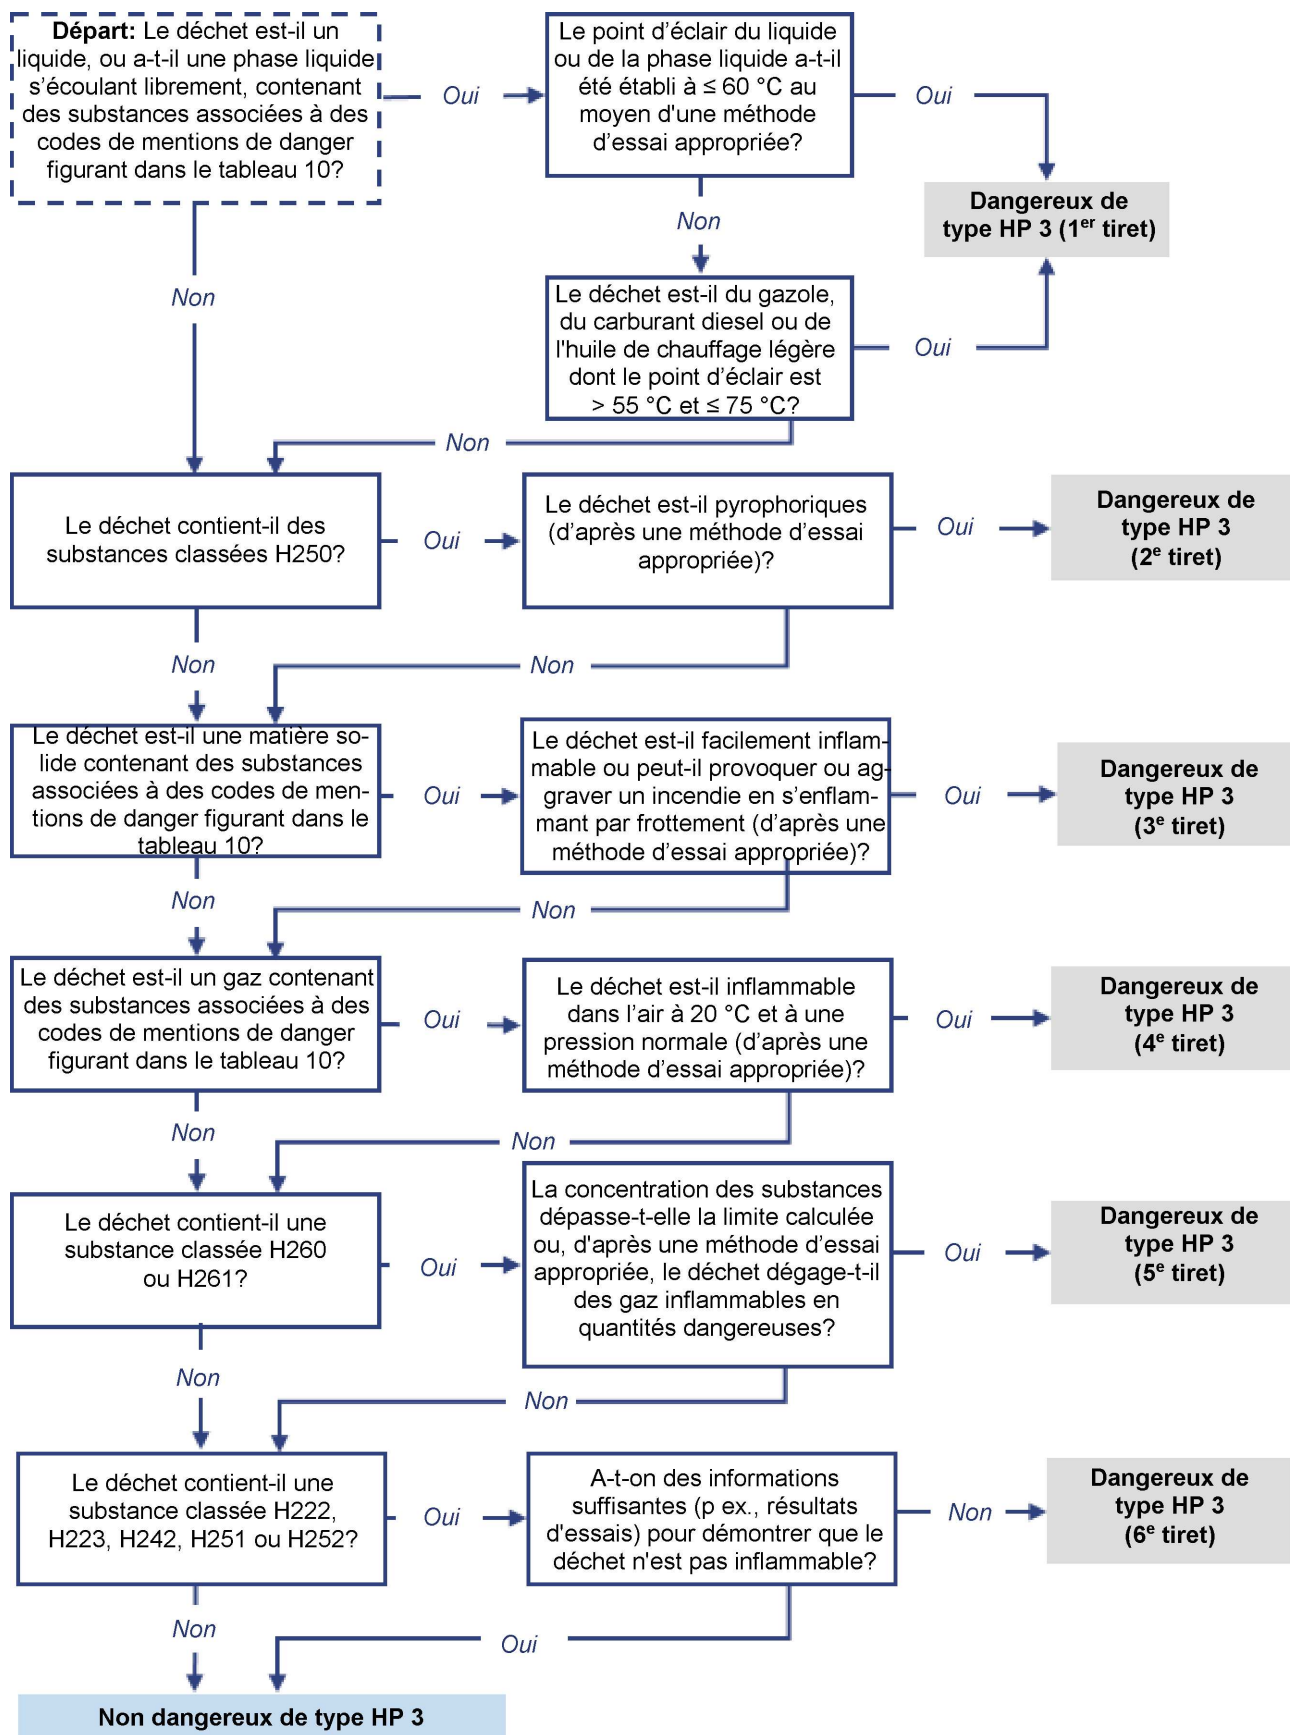 Départ: Le déchet est-il un
liquide, ou a-t-il une phase liquide
s’écoulant librement, contenant
des substances associées à des
codes de mentions de danger
figurant dans le tableau 10?
Oui
Le point d’éclair du liquide
ou de la phase liquide a-t-il
été établi à ≤ 60 °C au
moyen d'une méthode
d’essai appropriée?
Oui
Dangereux de
type HP 3 (1er tiret)
Non
Non
Le déchet est-il du gazole,
du carburant diesel ou de
l'huile de chauffage légère
dont le point d’éclair est
> 55 °C et ≤ 75 °C?
Oui
Non
Le déchet contient-il des
substances classées H250?
Oui
Le déchet est-il pyrophoriques
(d’après une méthode d’essai
appropriée)?
Oui
Dangereux de
type HP 3
(2e tiret)
Non
Non
Le déchet est-il une matière so-
lide contenant des substances
associées à des codes de men-
tions de danger figurant dans le
tableau 10?
Oui
Le déchet est-il facilement inflam-
mable ou peut-il provoquer ou ag-
graver un incendie en s’enflam-
mant par frottement (d’après une
méthode d’essai appropriée)?
Oui
Dangereux de
type HP 3
(3e tiret)
Non
Non
Le déchet est-il un gaz contenant
des substances associées à des
codes de mentions de danger
figurant dans le tableau 10?
Oui
Le déchet est-il inflammable
dans l’air à 20 °C et à une
pression normale (d’après une
méthode d’essai appropriée)?
Oui
Dangereux de
type HP 3
(4e tiret)
Non
Non
Le déchet contient-il une
substance classée H260
ou H261?
Oui
La concentration des substances
dépasse-t-elle la limite calculée
ou, d'après une méthode d’essai
appropriée, le déchet dégage-t-il
des gaz inflammables en
quantités dangereuses?
Oui
Dangereux de
type HP 3
(5e tiret)
Non
Non
Le déchet contient-il une
substance classée H222,
H223, H242, H251 ou H252?
Oui
A-t-on des informations
suffisantes (p ex., résultats
d'essais) pour démontrer que le
déchet n'est pas inflammable?
Non
Dangereux de
type HP 3
(6e tiret)
Non
Oui
Non dangereux de type HP 3